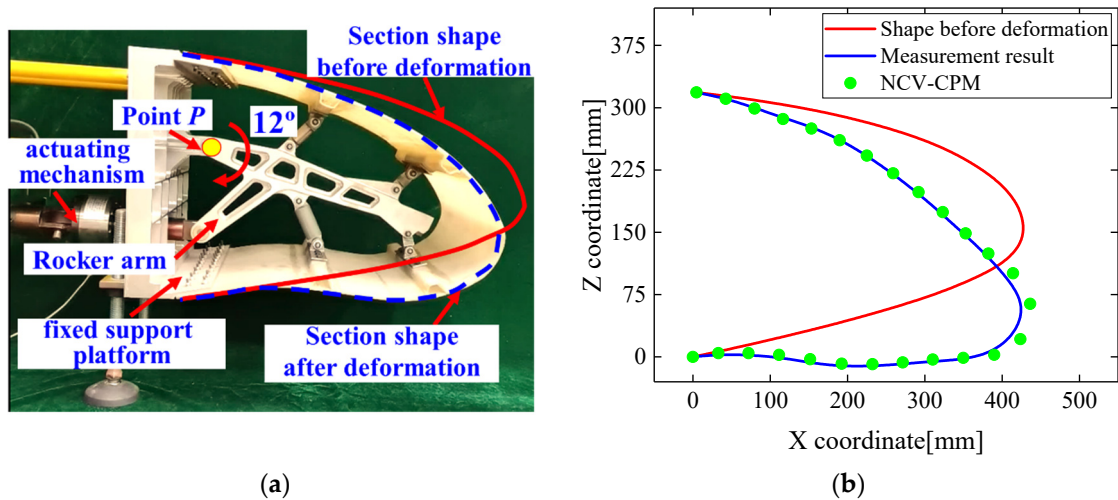 Section shape
before deformation
Point P
12°
actuating
mechanism
Rocker arm
fixed support
platform
Section shape
after deformation
(a)
Shape before deformation
Measurement result
NCV-CPM
375
300
225
150
75
0
Z coordinate[mm]
0
100
200
300
400
500
X coordinate[mm]
(b)